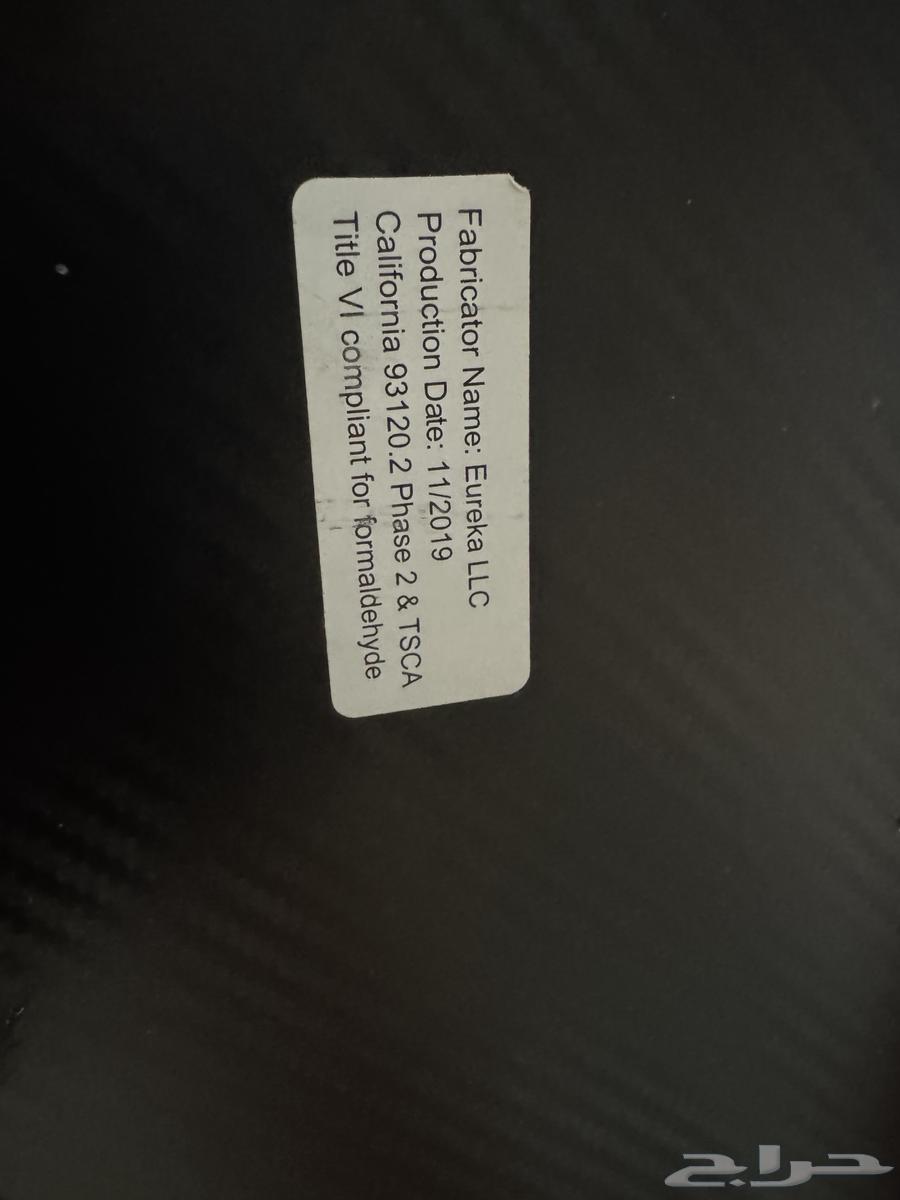 Fabricator Name: Eureka LLC
Production Date: 11/2019
California 93120.2 Phase 2 & TSCA
Title VI compliant for formaldehyde
حراج